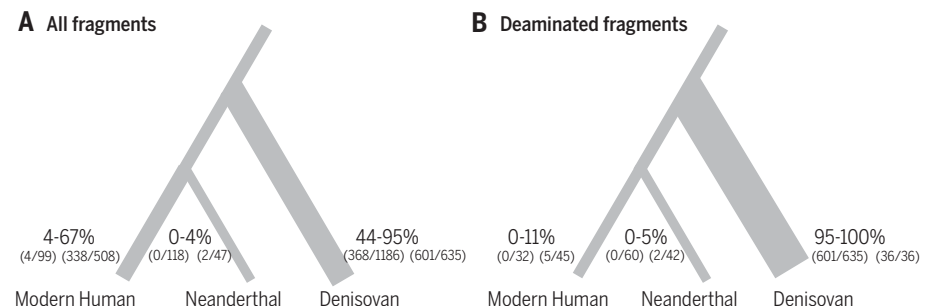 A All fragments
B Deaminated fragments
4-67%
(4/99) (338/508)
0-4%
(0/118) (2/47)
44-95%
(368/1186) (601/635)
0-11%
(0/32) (5/45)
0-5%
(0/60) (2/42)
95-100%
(601/635) (36/36)
Modern Human
Neanderthal
Denisovan
Modern Human
Neanderthal
Denisovan